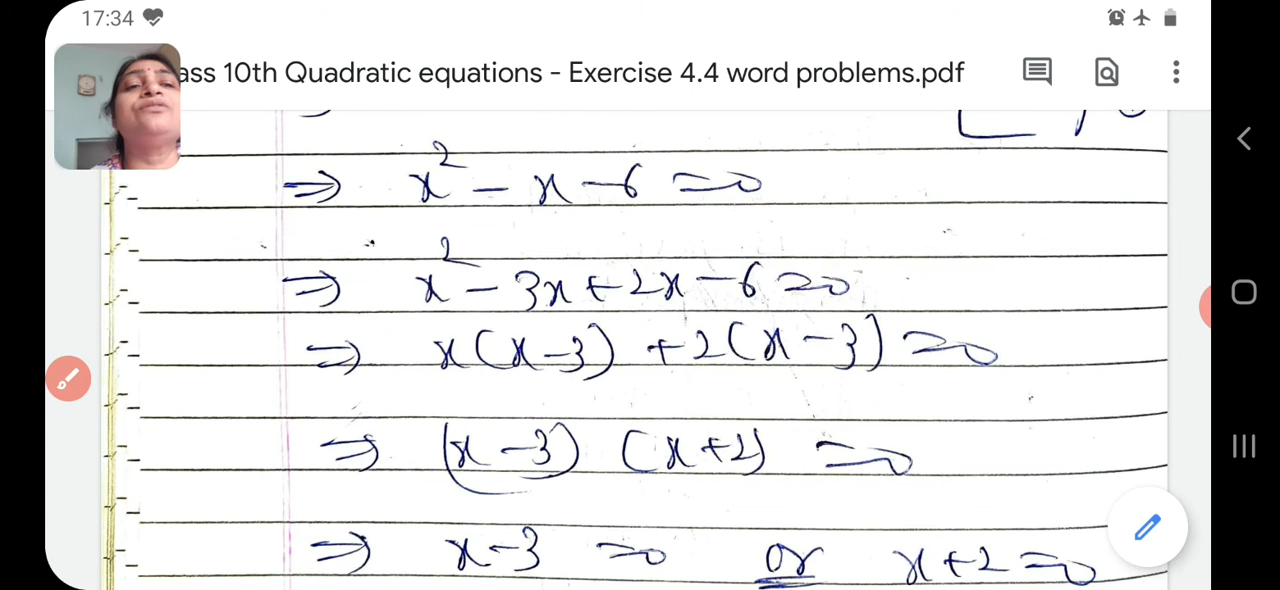 17:34
ass 10th Quadratic equations - Exercise 4.4 word problems.pdf
⇒ x² - x - 6 = 0
⇒ x² - 3x + 2x - 6 = 0
⇒ x(x-3) + 2(x-3) = 0
⇒ (x-3) (x+2) = 0
⇒ x-3 = 0 or x+2 = 0